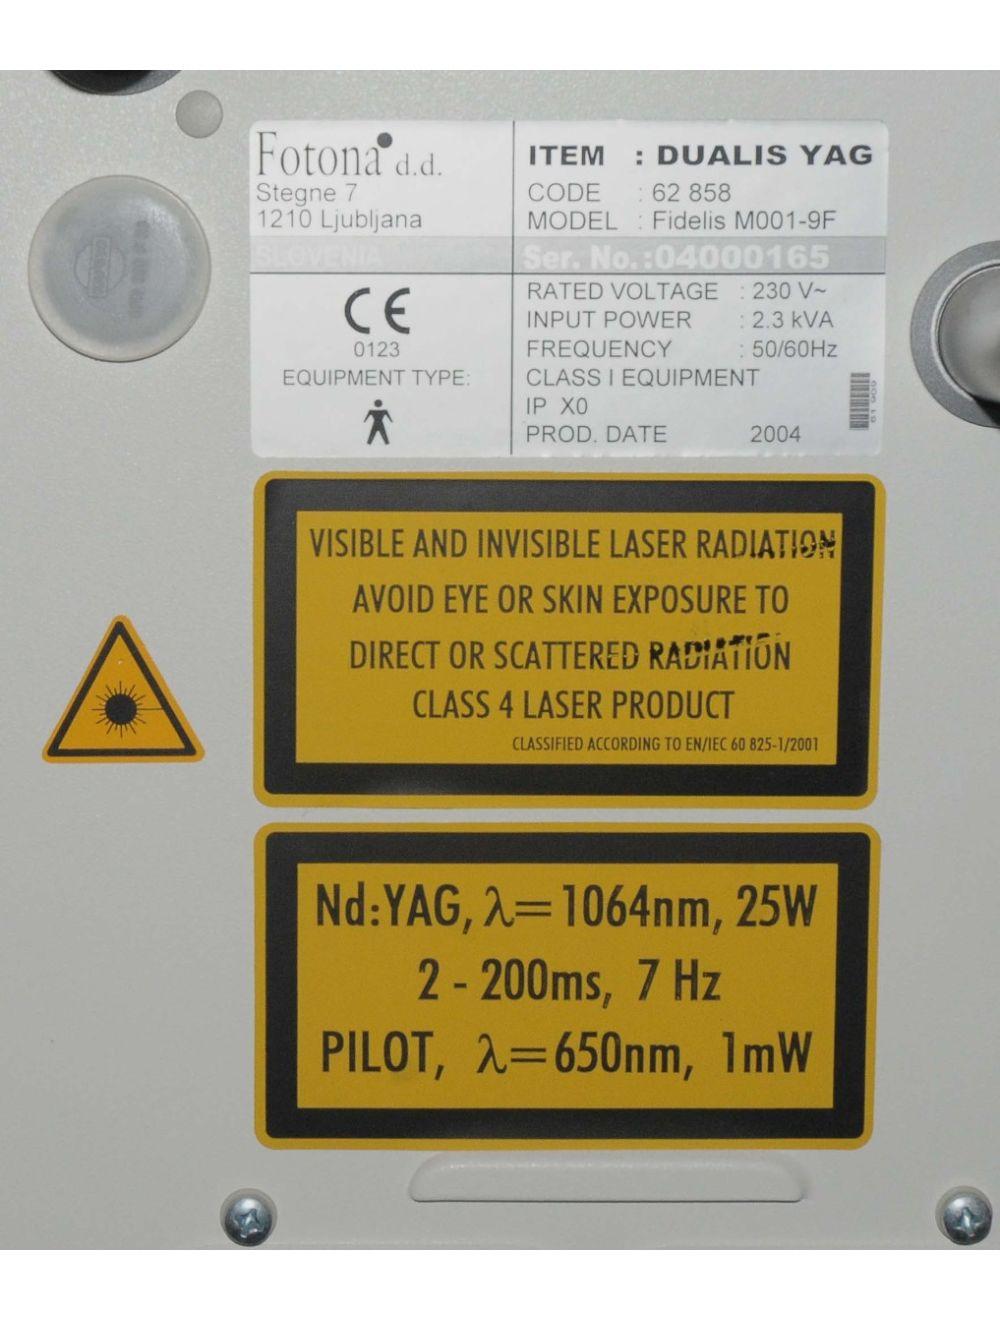 Fotona d.d.
Stegne 7
1210 Ljubljana
SLOVENIA
CE
0123
EQUIPMENT TYPE:
ITEM : DUALIS YAG
CODE : 62 858
MODEL : Fidelis M001-9F
Ser. No.:04000165
RATED VOLTAGE : 230 V~
INPUT POWER : 2.3 kVA
FREQUENCY : 50/60Hz
CLASS I EQUIPMENT
IP X0
PROD. DATE 2004
61 909
VISIBLE AND INVISIBLE LASER RADIATION
AVOID EYE OR SKIN EXPOSURE TO
DIRECT OR SCATTERED RADIATION
CLASS 4 LASER PRODUCT
CLASSIFIED ACCORDING TO EN/IEC 60 825-1/2001
Nd:YAG, λ=1064nm, 25W
2 - 200ms, 7 Hz
PILOT, λ=650nm, 1mW